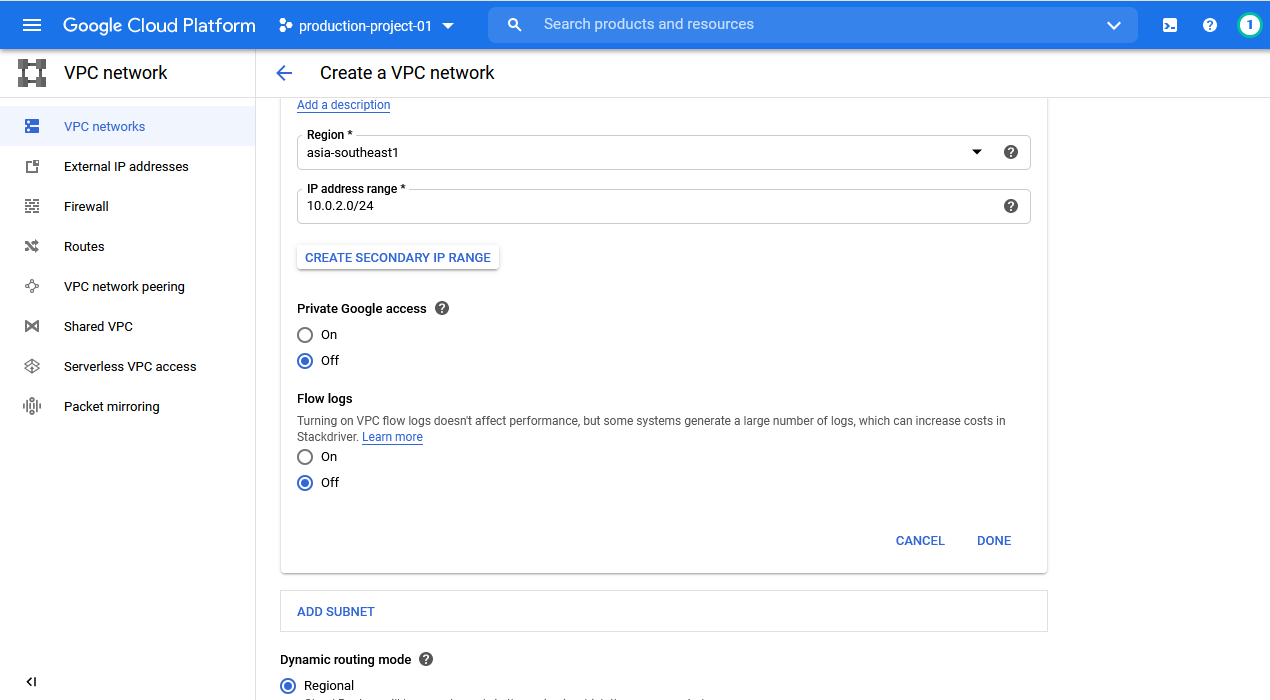 Google Cloud Platform
production-project-01
Search products and resources
1
VPC network
Create a VPC network
VPC networks
External IP addresses
Firewall
Routes
VPC network peering
Shared VPC
Serverless VPC access
Packet mirroring
Add a description
Region *
asia-southeast1
IP address range *
10.0.2.0/24
CREATE SECONDARY IP RANGE
Private Google access
On
Off
Flow logs
Turning on VPC flow logs doesn't affect performance, but some systems generate a large number of logs, which can increase costs in
Stackdriver. Learn more
On
Off
CANCEL
DONE
ADD SUBNET
Dynamic routing mode
Regional